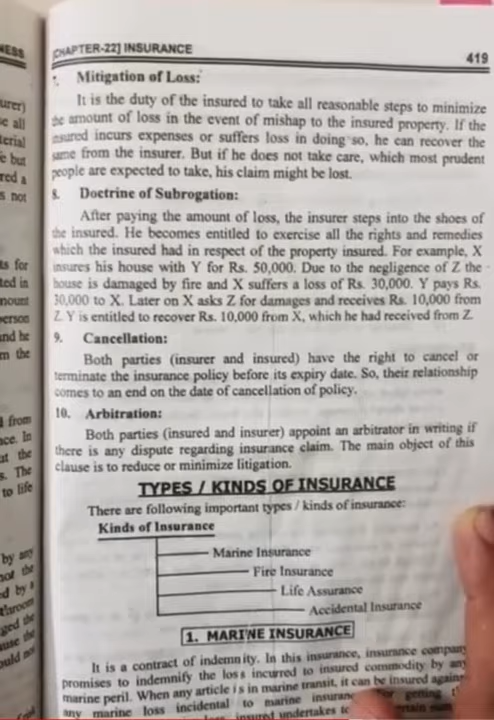 [CHAPTER-22] INSURANCE
419
Mitigation of Loss:
It is the duty of the insured to take all reasonable steps to minimize
the amount of loss in the event of mishap to the insured property. If the
insured incurs expenses or suffers loss in doing so, he can recover the
same from the insurer. But if he does not take care, which most prudent
people are expected to take, his claim might be lost.
8. Doctrine of Subrogation:
After paying the amount of loss, the insurer steps into the shoes of
the insured. He becomes entitled to exercise all the rights and remedies
which the insured had in respect of the property insured. For example, X
insures his house with Y for Rs. 50,000. Due to the negligence of Z the
house is damaged by fire and X suffers a loss of Rs. 30,000. Y pays Rs.
30,000 to X. Later on X asks Z for damages and receives Rs. 10,000 from
Z. Y is entitled to recover Rs. 10,000 from X, which he had received from Z.
9. Cancellation:
Both parties (insurer and insured) have the right to cancel or
terminate the insurance policy before its expiry date. So, their relationship
comes to an end on the date of cancellation of policy.
10. Arbitration:
Both parties (insured and insurer) appoint an arbitrator in writing if
there is any dispute regarding insurance claim. The main object of this
clause is to reduce or minimize litigation.
TYPES / KINDS OF INSURANCE
There are following important types / kinds of insurance:
Kinds of Insurance
Marine Insurance
Fire Insurance
Life Assurance
Accidental Insurance
1. MARINE INSURANCE
It is a contract of indemnity. In this insurance, insurance company
promises to indemnify the loss incurred to insured commodity by any
marine peril. When any article is in marine transit, it can be insured against
any marine loss incidental to marine
insured undertakes to